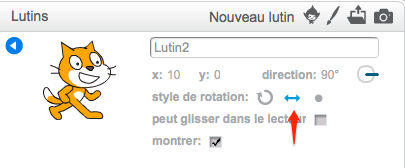 Lutins Nouveau lutin
Lutin2
x: 10 y: 0 direction: 90°
style de rotation:
peut glisser dans le lecteur
montrer: